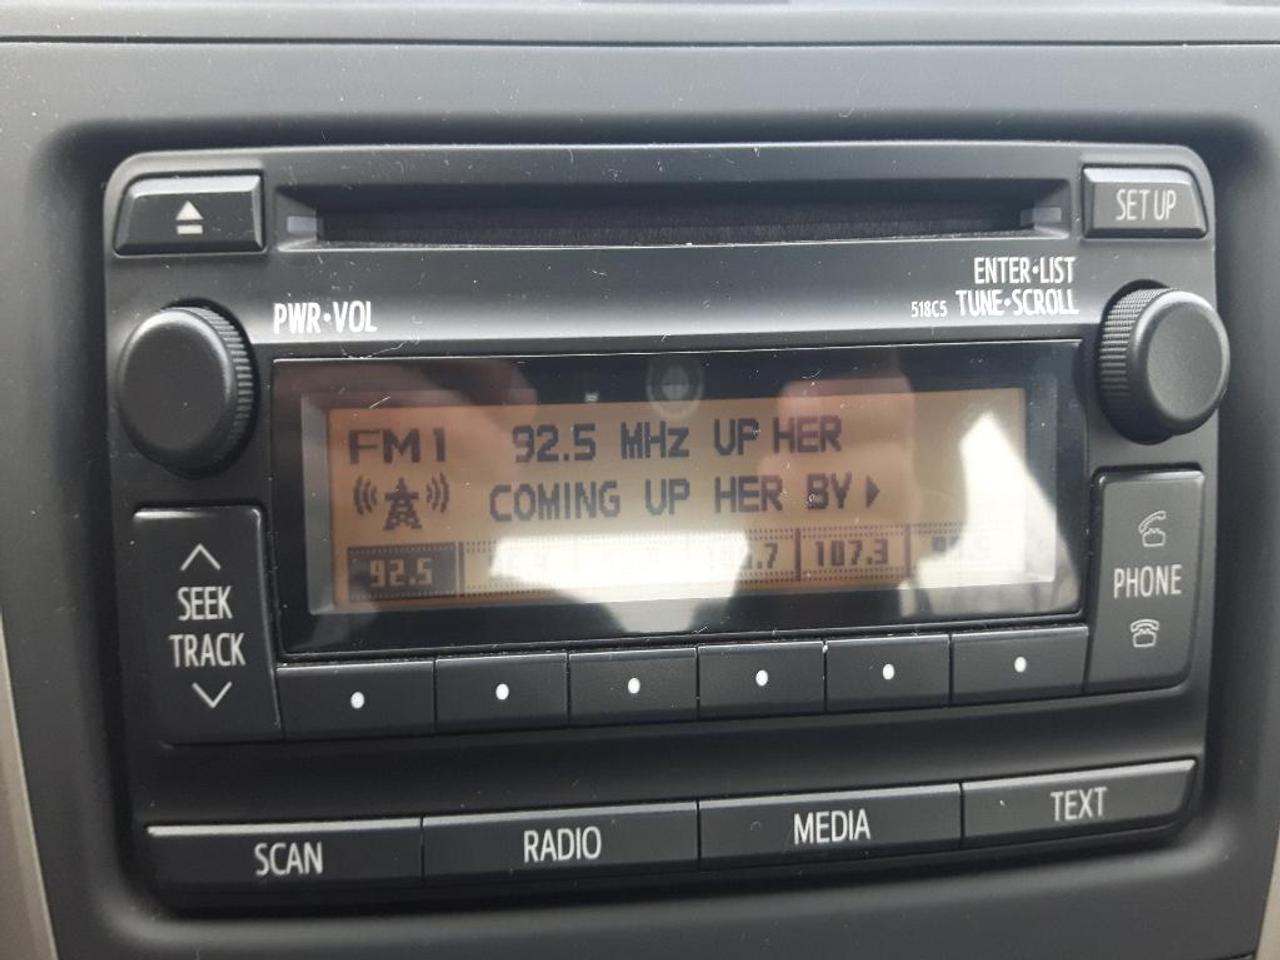 SET UP
ENTER•LIST
518C5 TUNE•SCROLL
PWR•VOL
FM1 92.5 MHz UP HER
COMING UP HER BY
92.5 107.3
SEEK
TRACK
PHONE
SCAN RADIO MEDIA TEXT